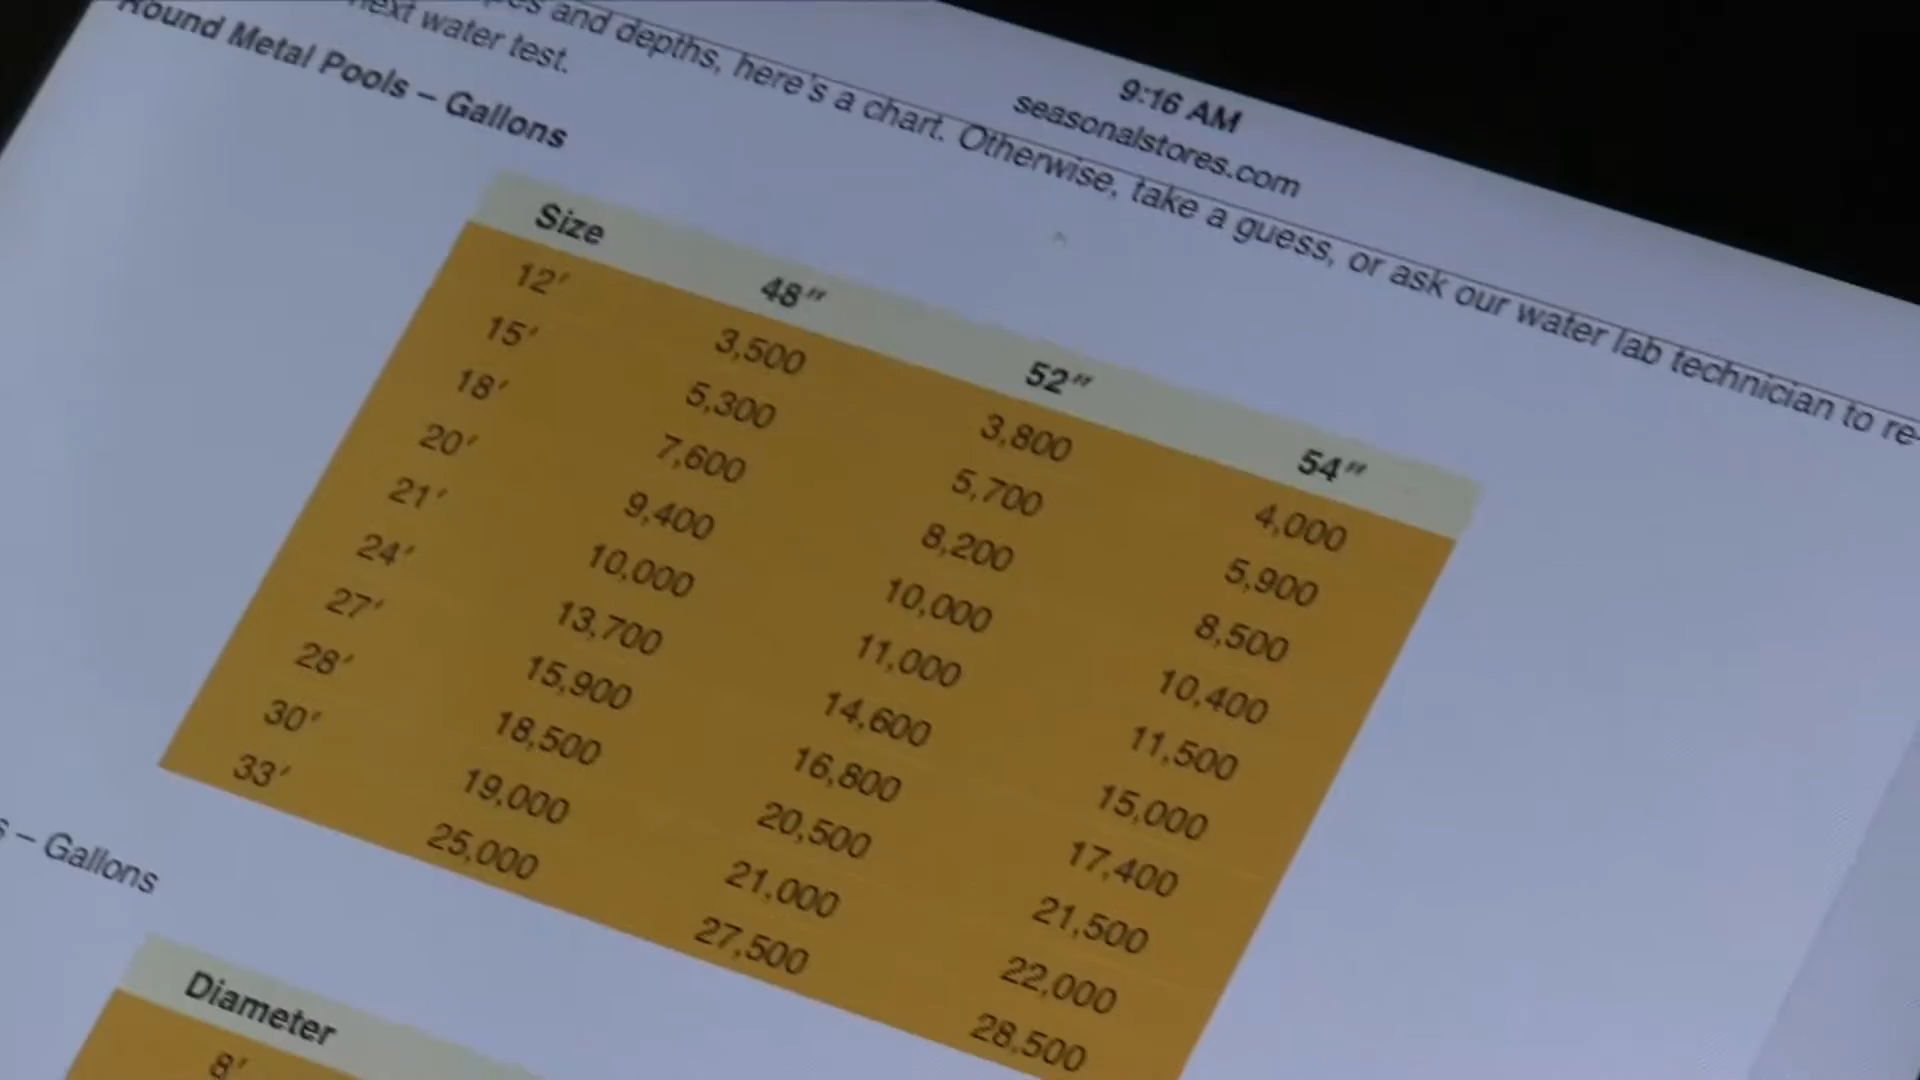 9:16 AM
seasonalstores.com
and depths, here's a chart. Otherwise, take a guess, or ask our water lab technician to re-
next water test.
Round Metal Pools – Gallons
Size 48" 52" 54"
12' 3,500 3,800 4,000
15' 5,300 5,700 5,900
18' 7,600 8,200 8,500
20' 9,400 10,000 10,400
21' 10,000 11,000 11,500
24' 13,700 14,600 15,000
27' 15,900 16,800 17,400
28' 18,500 20,500 21,500
30' 19,000 21,000 22,000
33' 25,000 27,500 28,500
– Gallons
Diameter
8'